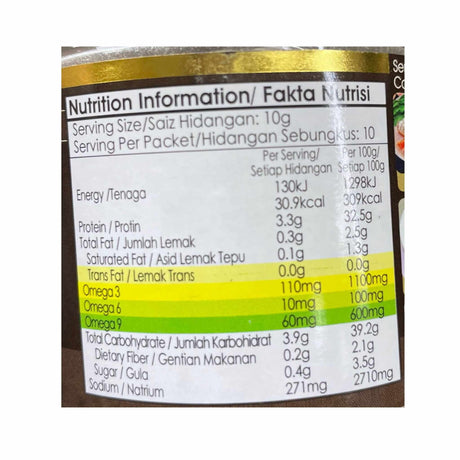 Se
Co
Nutrition Information/ Fakta Nutrisi
Serving Size/Saiz Hidangan: 10g
Serving Per Packet/Hidangan Sebungkus: 10
Per Serving/ Per 100g/
Setiap Hidangan Setiap 100g
Energy /Tenaga 130kJ 1298kJ
30.9kcal 309kcal
Protein / Protin 3.3g 32.5g
Total Fat / Jumlah Lemak 0.3g 2.5g
Saturated Fat / Asid Lemak Tepu 0.1g 1.3g
Trans Fat / Lemak Trans 0.0g 0.0g
Omega 3 110mg 1100mg
Omega 6 10mg 100mg
Omega 9 60mg 600mg
Total Carbohydrate / Jumlah Karbohidrat 3.9g 39.2g
Dietary Fiber / Gentian Makanan 0.2g 2.1g
Sugar / Gula 0.4g 3.5g
Sodium / Natrium 271mg 2710mg